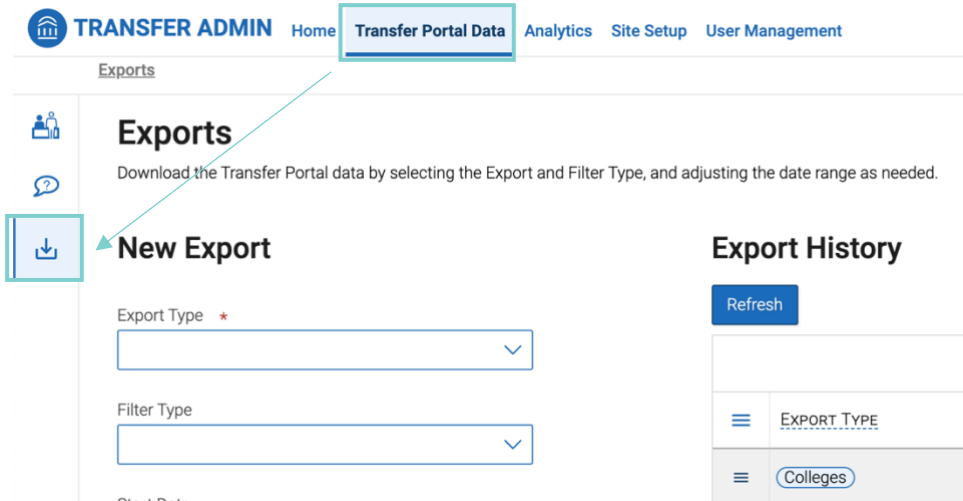 TRANSFER ADMIN Home Transfer Portal Data Analytics Site Setup User Management
Exports
Exports
Download the Transfer Portal data by selecting the Export and Filter Type, and adjusting the date range as needed.
New Export
Export History
Refresh
Export Type *
Filter Type
EXPORT TYPE
Colleges
Start Date